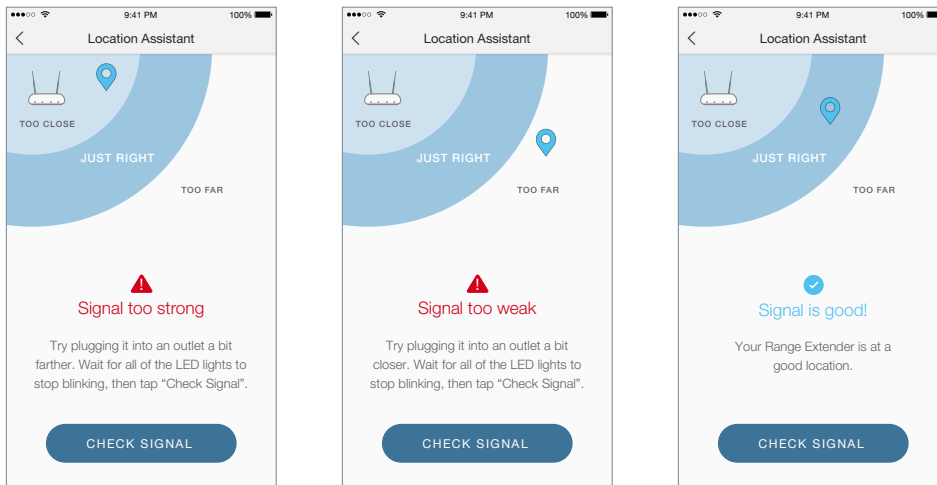 9:41 PM 100%
Location Assistant
TOO CLOSE
JUST RIGHT
TOO FAR
Signal too strong
Try plugging it into an outlet a bit
farther. Wait for all of the LED lights to
stop blinking, then tap “Check Signal”.
CHECK SIGNAL
9:41 PM 100%
Location Assistant
TOO CLOSE
JUST RIGHT
TOO FAR
Signal too weak
Try plugging it into an outlet a bit
closer. Wait for all of the LED lights to
stop blinking, then tap “Check Signal”.
CHECK SIGNAL
9:41 PM 100%
Location Assistant
TOO CLOSE
JUST RIGHT
TOO FAR
Signal is good!
Your Range Extender is at a
good location.
CHECK SIGNAL